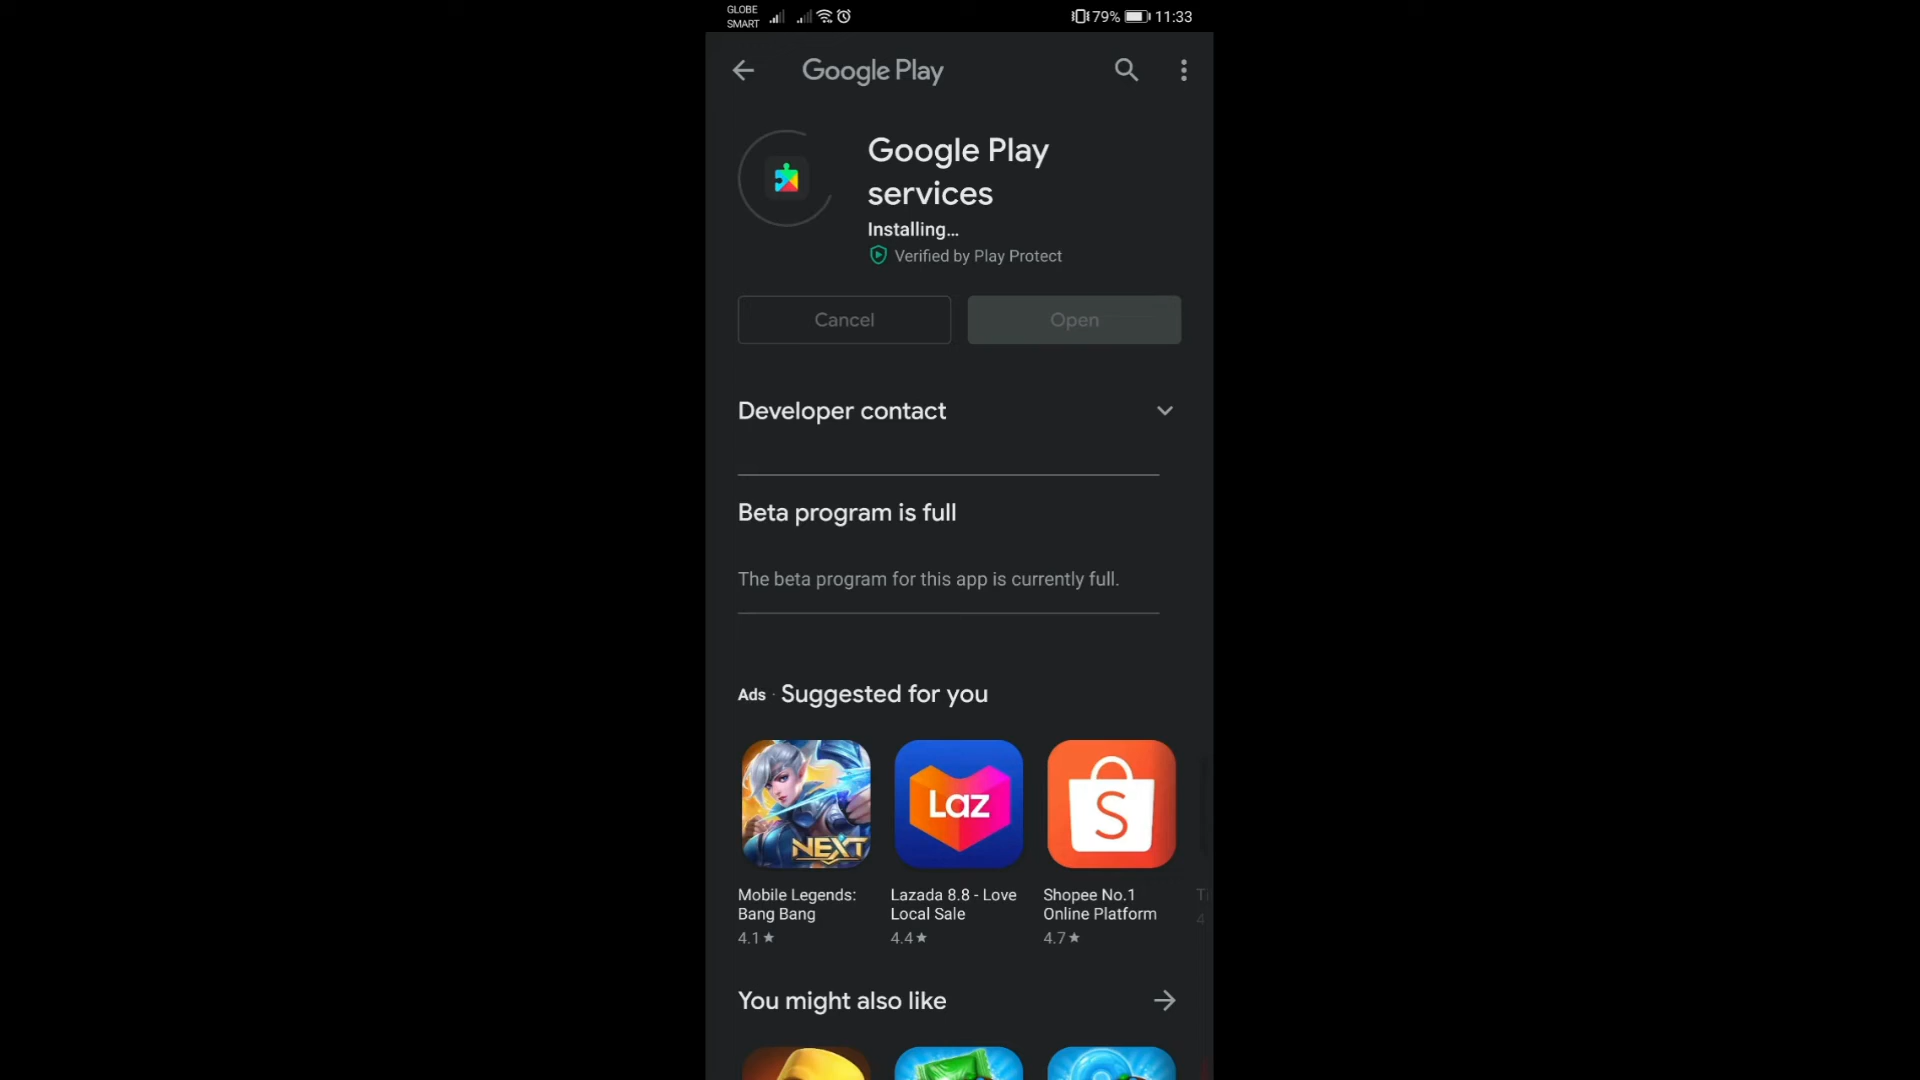 GLOBE
SMART
79% 11:33
Google Play
Google Play
services
Installing...
Verified by Play Protect
Cancel Open
Developer contact
Beta program is full
The beta program for this app is currently full.
Ads · Suggested for you
NEXT
Laz
S
Mobile Legends: Bang Bang
4.1★
Lazada 8.8 - Love Local Sale
4.4★
Shopee No.1 Online Platform
4.7★
You might also like